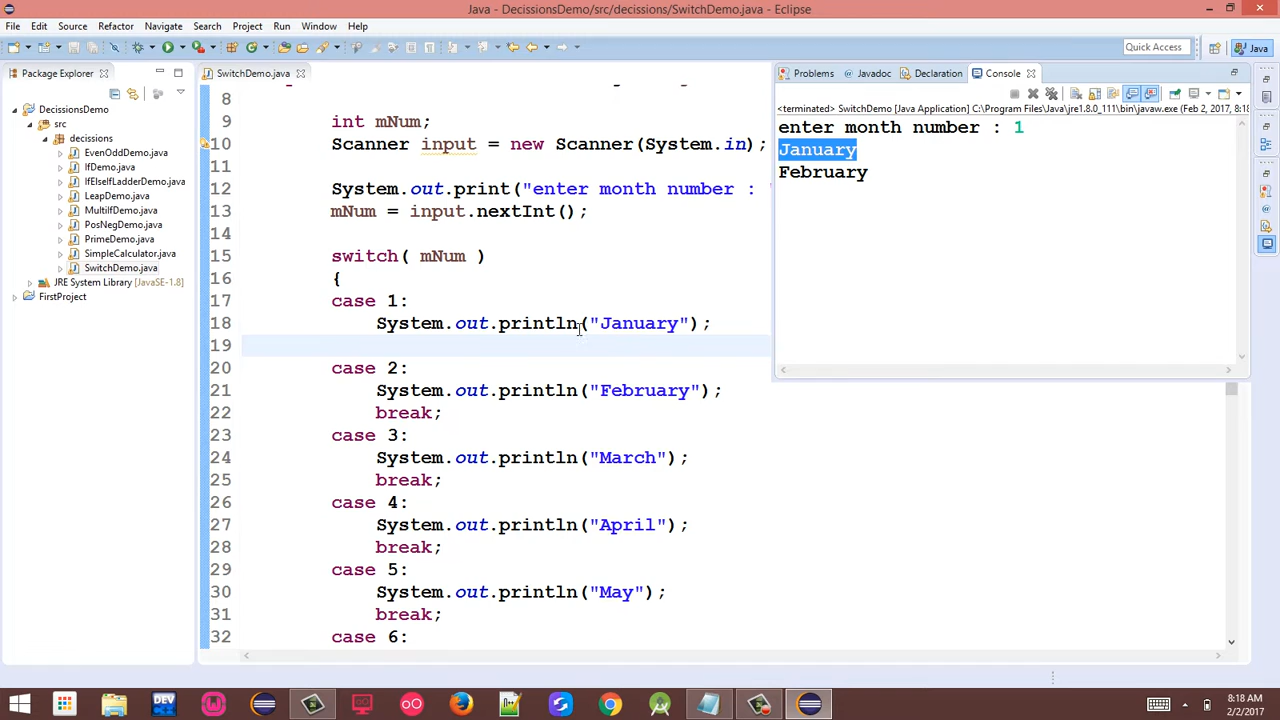 Java - DecissionsDemo/src/decissions/SwitchDemo.java - Eclipse
File Edit Source Refactor Navigate Search Project Run Window Help
Quick Access
Java
Package Explorer
SwitchDemo.java
Problems
Javadoc
Declaration
Console
DecissionsDemo
src
decissions
EvenOddDemo.java
IfDemo.java
IfElseIfLadderDemo.java
LeapDemo.java
MultiIfDemo.java
PosNegDemo.java
PrimeDemo.java
SimpleCalculator.java
SwitchDemo.java
JRE System Library [JavaSE-1.8]
FirstProject
8
9 int mNum;
10 Scanner input = new Scanner(System.in);
11
12 System.out.print("enter month number : "
13 mNum = input.nextInt();
14
15 switch( mNum )
16 {
17 case 1:
18 System.out.println("January");
19
20 case 2:
21 System.out.println("February");
22 break;
23 case 3:
24 System.out.println("March");
25 break;
26 case 4:
27 System.out.println("April");
28 break;
29 case 5:
30 System.out.println("May");
31 break;
32 case 6:
<terminated> SwitchDemo [Java Application] C:\Program Files\Java\jre1.8.0_111\bin\javaw.exe (Feb 2, 2017, 8:18
enter month number : 1
January
February
DEV
8:18 AM
2/2/2017